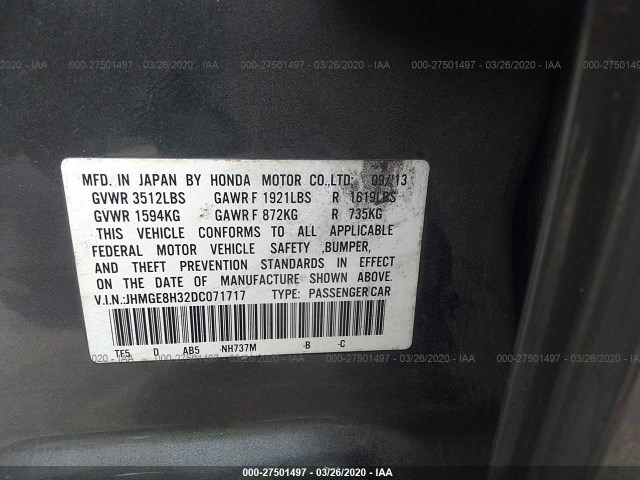 000-27501497 - 03/26/2020 - IAA
MFD. IN JAPAN BY HONDA MOTOR CO.,LTD. 09/13
GVWR 3512LBS GAWR F 1921LBS R 1619LBS
GVWR 1594KG GAWR F 872KG R 735KG
THIS VEHICLE CONFORMS TO ALL APPLICABLE
FEDERAL MOTOR VEHICLE SAFETY ,BUMPER,
AND THEFT PREVENTION STANDARDS IN EFFECT
ON THE DATE OF MANUFACTURE SHOWN ABOVE.
V.I.N.:JHMGE8H32DC071717 TYPE: PASSENGER CAR
TF5 D AB5 -NH737M -B -C
000-27501497 - 03/26/2020 - IAA